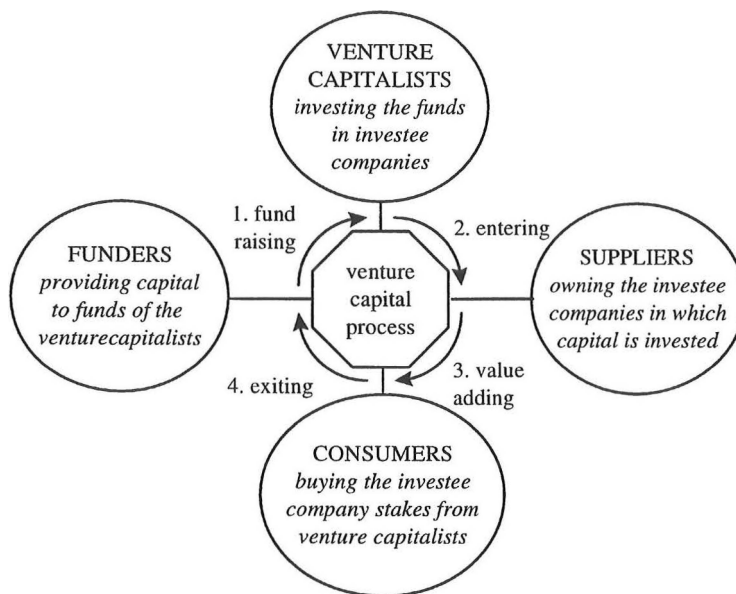 VENTURE
CAPITALISTS
investing the funds
in investee
companies
1. fund
raising
2. entering
FUNDERS
providing capital
to funds of the
venturecapitalists
venture
capital
process
SUPPLIERS
owning the investee
companies in which
capital is invested
4. exiting
3. value
adding
CONSUMERS
buying the investee
company stakes from
venture capitalists